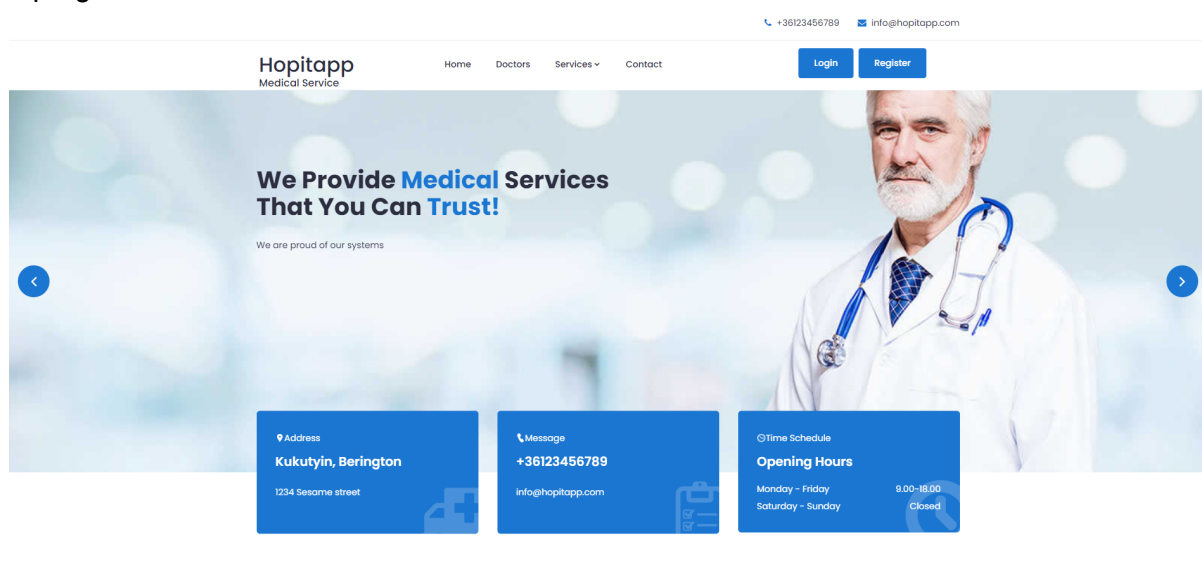 +36123456789 info@hopitapp.com
Hopitapp
Medical Service
Home Doctors Services Contact
Login Register
We Provide Medical Services
That You Can Trust!
We are proud of our systems
Address
Kukutyin, Berington
1234 Sesame street
Message
+36123456789
info@hopitapp.com
Time Schedule
Opening Hours
Monday - Friday 9.00-18.00
Saturday - Sunday Closed